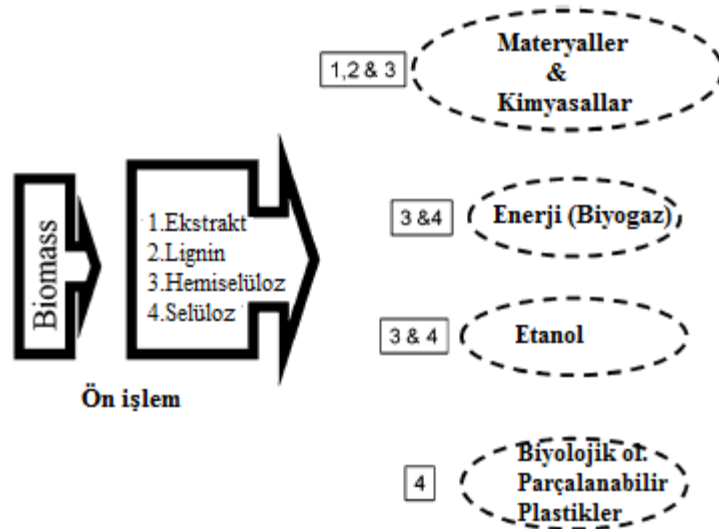 Biomass
1.Ekstrakt
2.Lignin
3.Hemiselüloz
4.Selüloz
Ön işlem
1,2 & 3
Materyaller
&
Kimyasallar
3 &4
Enerji (Biyogaz)
3 & 4
Etanol
4
Biyolojik ol.
Parçalanabilir
Plastikler